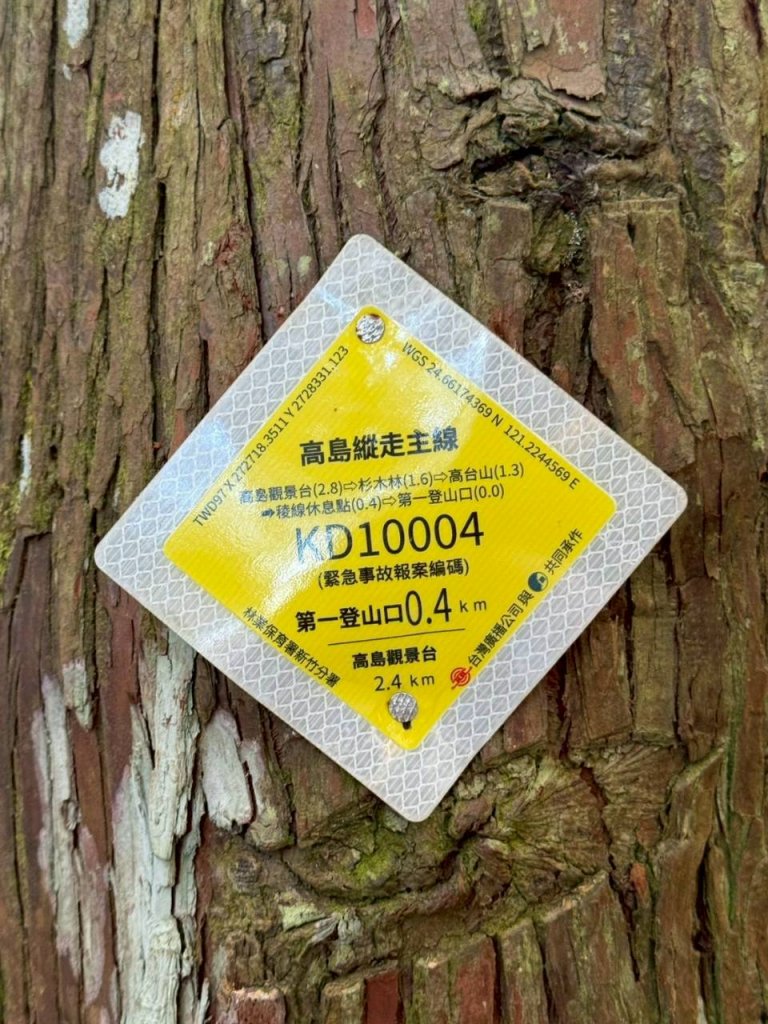 TWD97 X 272718.3511 Y 2728331.123
WGS 24.66174369 N 121.2244569 E
高島縱走主線
高島觀景台(2.8)⇨杉木林(1.6)⇨高台山(1.3)
➡稜線休息點(0.4)⇨第一登山口(0.0)
KD10004
(緊急事故報案編碼)
第一登山口0.4 km
高島觀景台
2.4 km
林業保育署新竹分署
台灣廣播公司與 共同承作